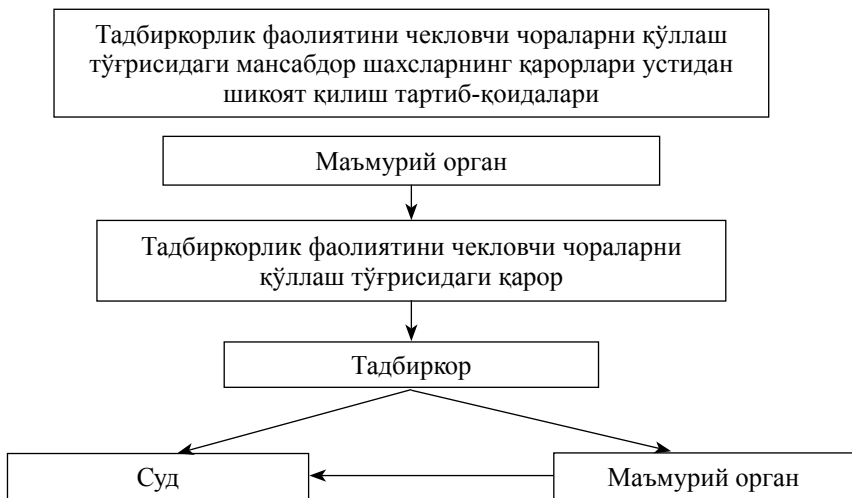 Тадбиркорлик фаолиятини чекловчи чораларни қўллаш
тўғрисидаги мансабдор шахсларнинг қарорлари устидан
шикоят қилиш тартиб-қоидалари
Маъмурий орган
Тадбиркорлик фаолиятини чекловчи чораларни
қўллаш тўғрисидаги қарор
Тадбиркор
Суд
Маъмурий орган